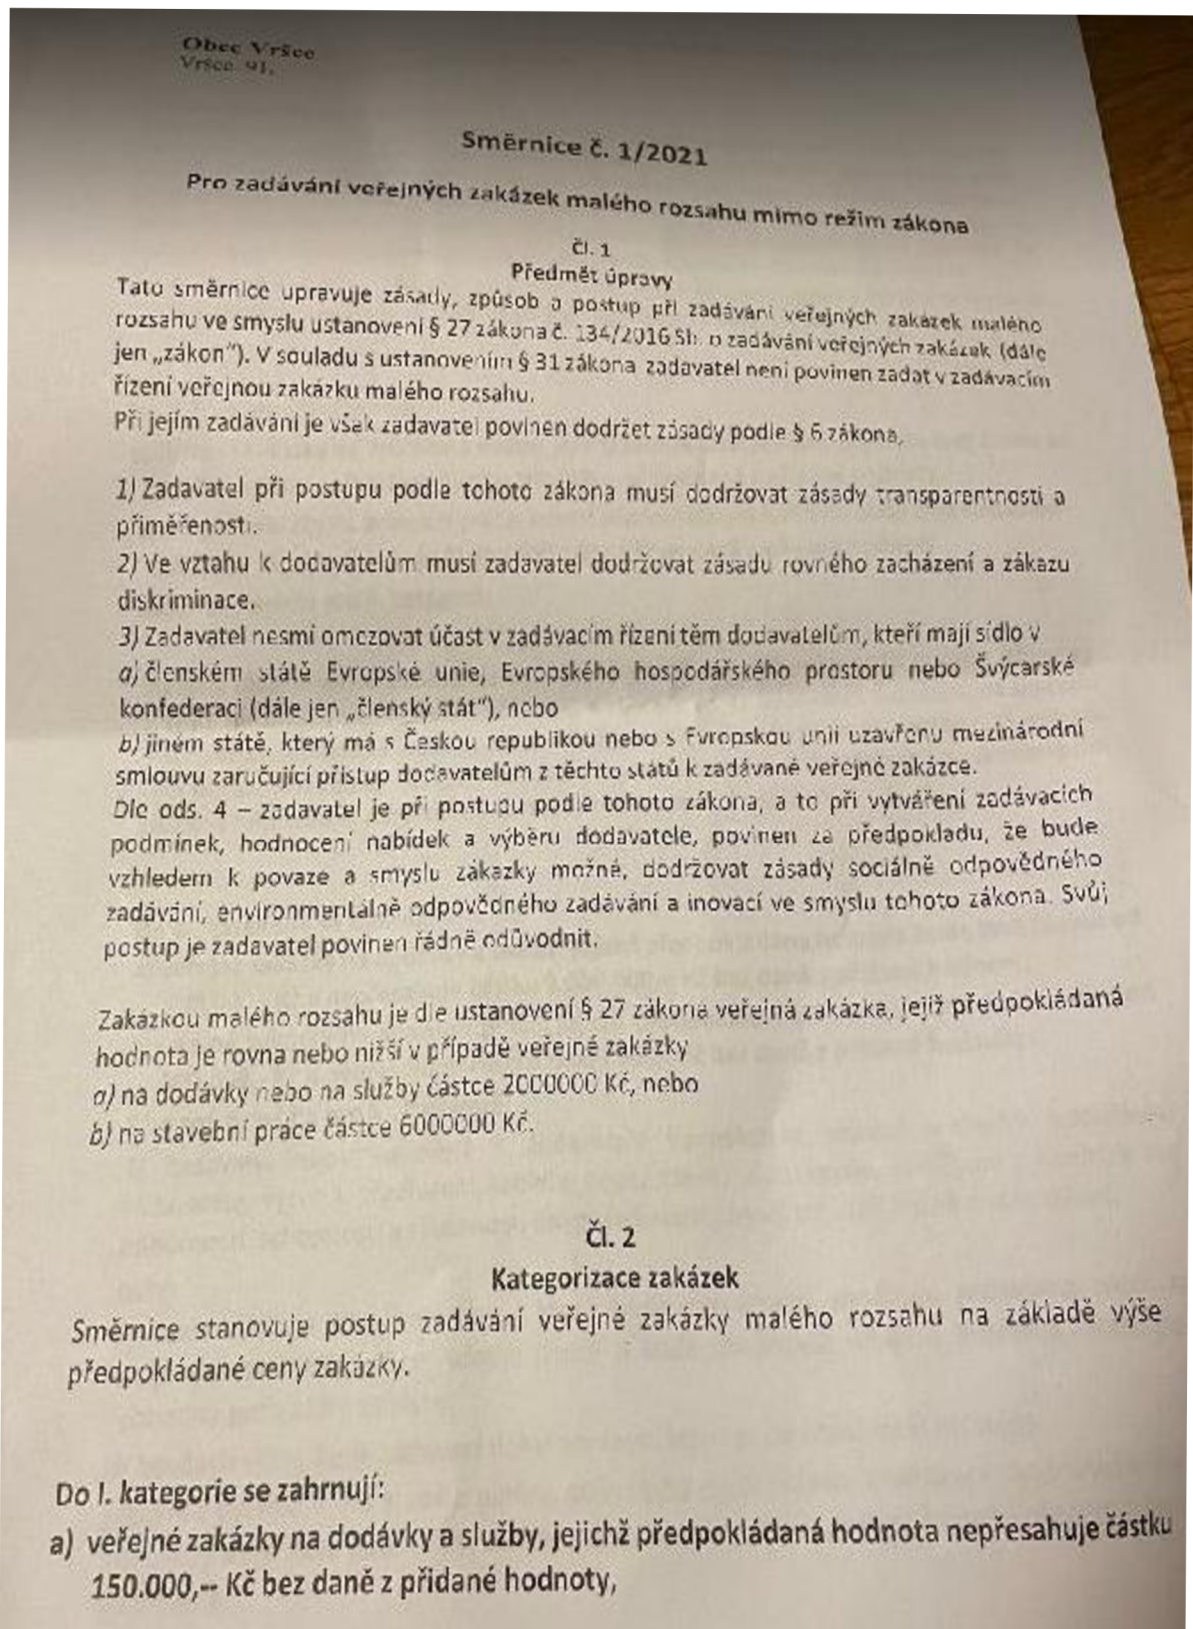 Obec Vršce
Vršce 91,
Směrnice č. 1/2021
Pro zadávání veřejných zakázek malého rozsahu mimo režim zákona
Čl. 1
Předmět úpravy
Tato směrnice upravuje zásady, způsob a postup při zadávání veřejných zakázek malého
rozsahu ve smyslu ustanovení § 27 zákona č. 134/2016 Sb. o zadávání veřejných zakázek (dále
jen „zákon“). V souladu s ustanovením § 31 zákona zadavatel není povinen zadat v zadávacím
řízení veřejnou zakázku malého rozsahu.
Při jejím zadávání je však zadavatel povinen dodržet zásady podle § 6 zákona.
1) Zadavatel při postupu podle tohoto zákona musí dodržovat zásady transparentnosti a
přiměřenosti.
2) Ve vztahu k dodavatelům musí zadavatel dodržovat zásadu rovného zacházení a zákazu
diskriminace.
3) Zadavatel nesmí omezovat účast v zadávacím řízení těm dodavatelům, kteří mají sídlo v
a) členském státě Evropské unie, Evropského hospodářského prostoru nebo Švýcarské
konfederaci (dále jen „členský stát“), nebo
b) jiném státě, který má s Českou republikou nebo s Evropskou unií uzavřenu mezinárodní
smlouvu zaručující přístup dodavatelům z těchto států k zadávané veřejné zakázce.
Dle ods. 4 – zadavatel je při postupu podle tohoto zákona, a to při vytváření zadávacích
podmínek, hodnocení nabídek a výběru dodavatele, povinen za předpokladu, že bude
vzhledem k povaze a smyslu zakázky možné, dodržovat zásady sociálně odpovědného
zadávání, environmentálně odpovědného zadávání a inovací ve smyslu tohoto zákona. Svůj
postup je zadavatel povinen řádně odůvodnit.
Zakázkou malého rozsahu je dle ustanovení § 27 zákona veřejná zakázka, jejíž předpokládaná
hodnota je rovna nebo nižší v případě veřejné zakázky
a) na dodávky nebo na služby částce 2000000 Kč, nebo
b) na stavební práce částce 6000000 Kč.
Čl. 2
Kategorizace zakázek
Směrnice stanovuje postup zadávání veřejné zakázky malého rozsahu na základě výše
předpokládané ceny zakázky.
Do I. kategorie se zahrnují:
a) veřejné zakázky na dodávky a služby, jejichž předpokládaná hodnota nepřesahuje částku
150.000,-- Kč bez daně z přidané hodnoty,